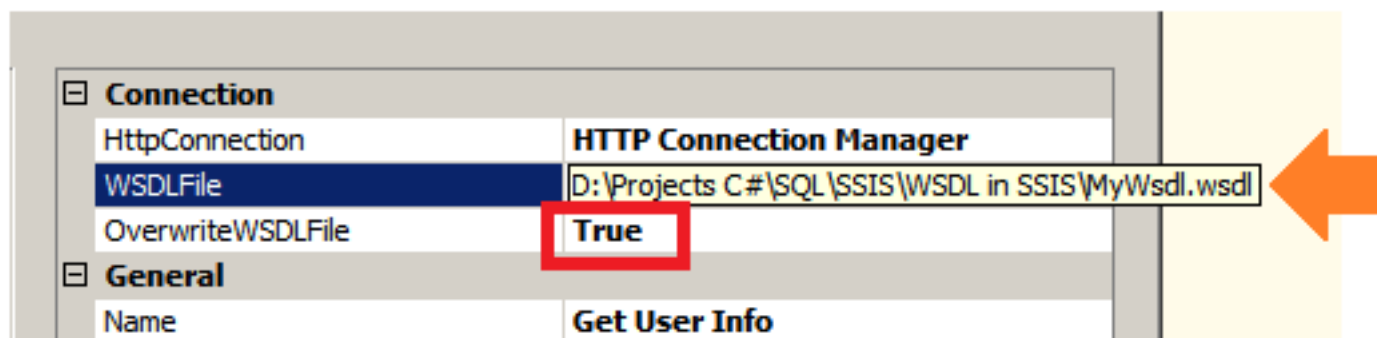 Connection
HttpConnection HTTP Connection Manager
WSDLFile D:\Projects C#\SQL\SSIS\WSDL in SSIS\MyWsdl.wsdl
OverwriteWSDLFile True
General
Name Get User Info